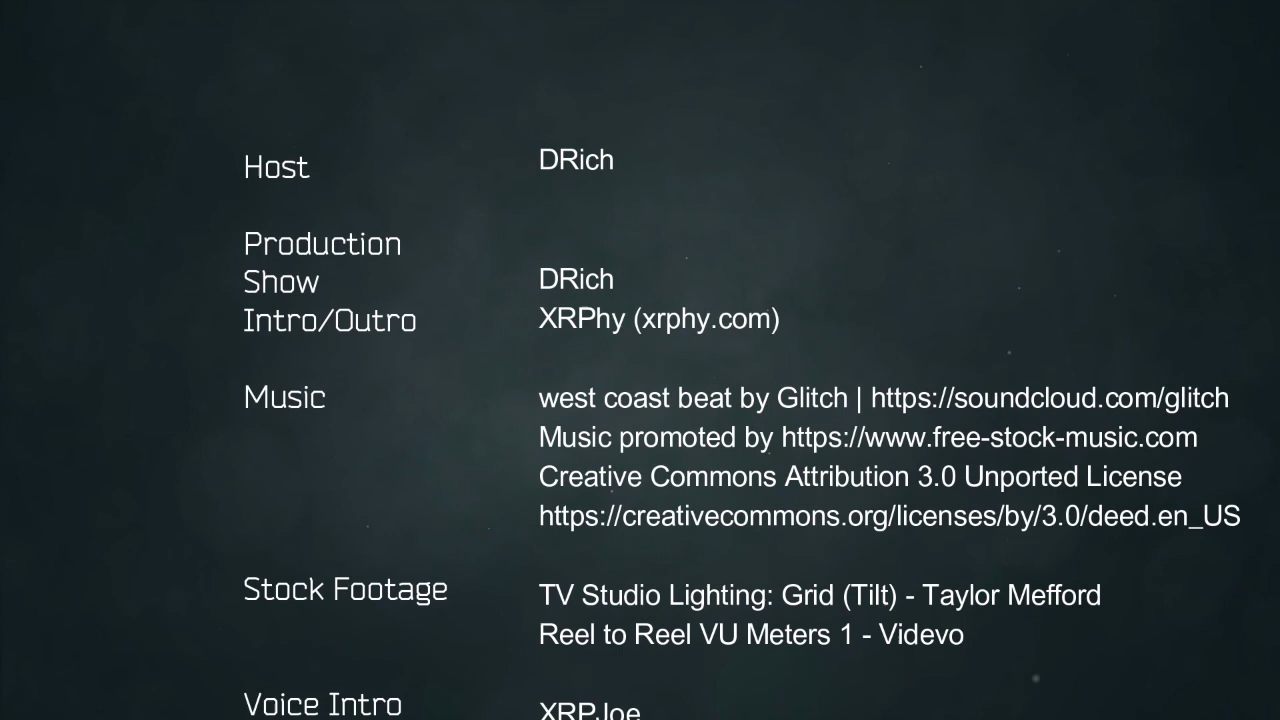 Host DRich
Production
Show DRich
Intro/Outro XRPhy (xrphy.com)
Music west coast beat by Glitch | https://soundcloud.com/glitch
Music promoted by https://www.free-stock-music.com
Creative Commons Attribution 3.0 Unported License
https://creativecommons.org/licenses/by/3.0/deed.en_US
Stock Footage TV Studio Lighting: Grid (Tilt) - Taylor Mefford
Reel to Reel VU Meters 1 - Videvo
Voice Intro XRPJoe